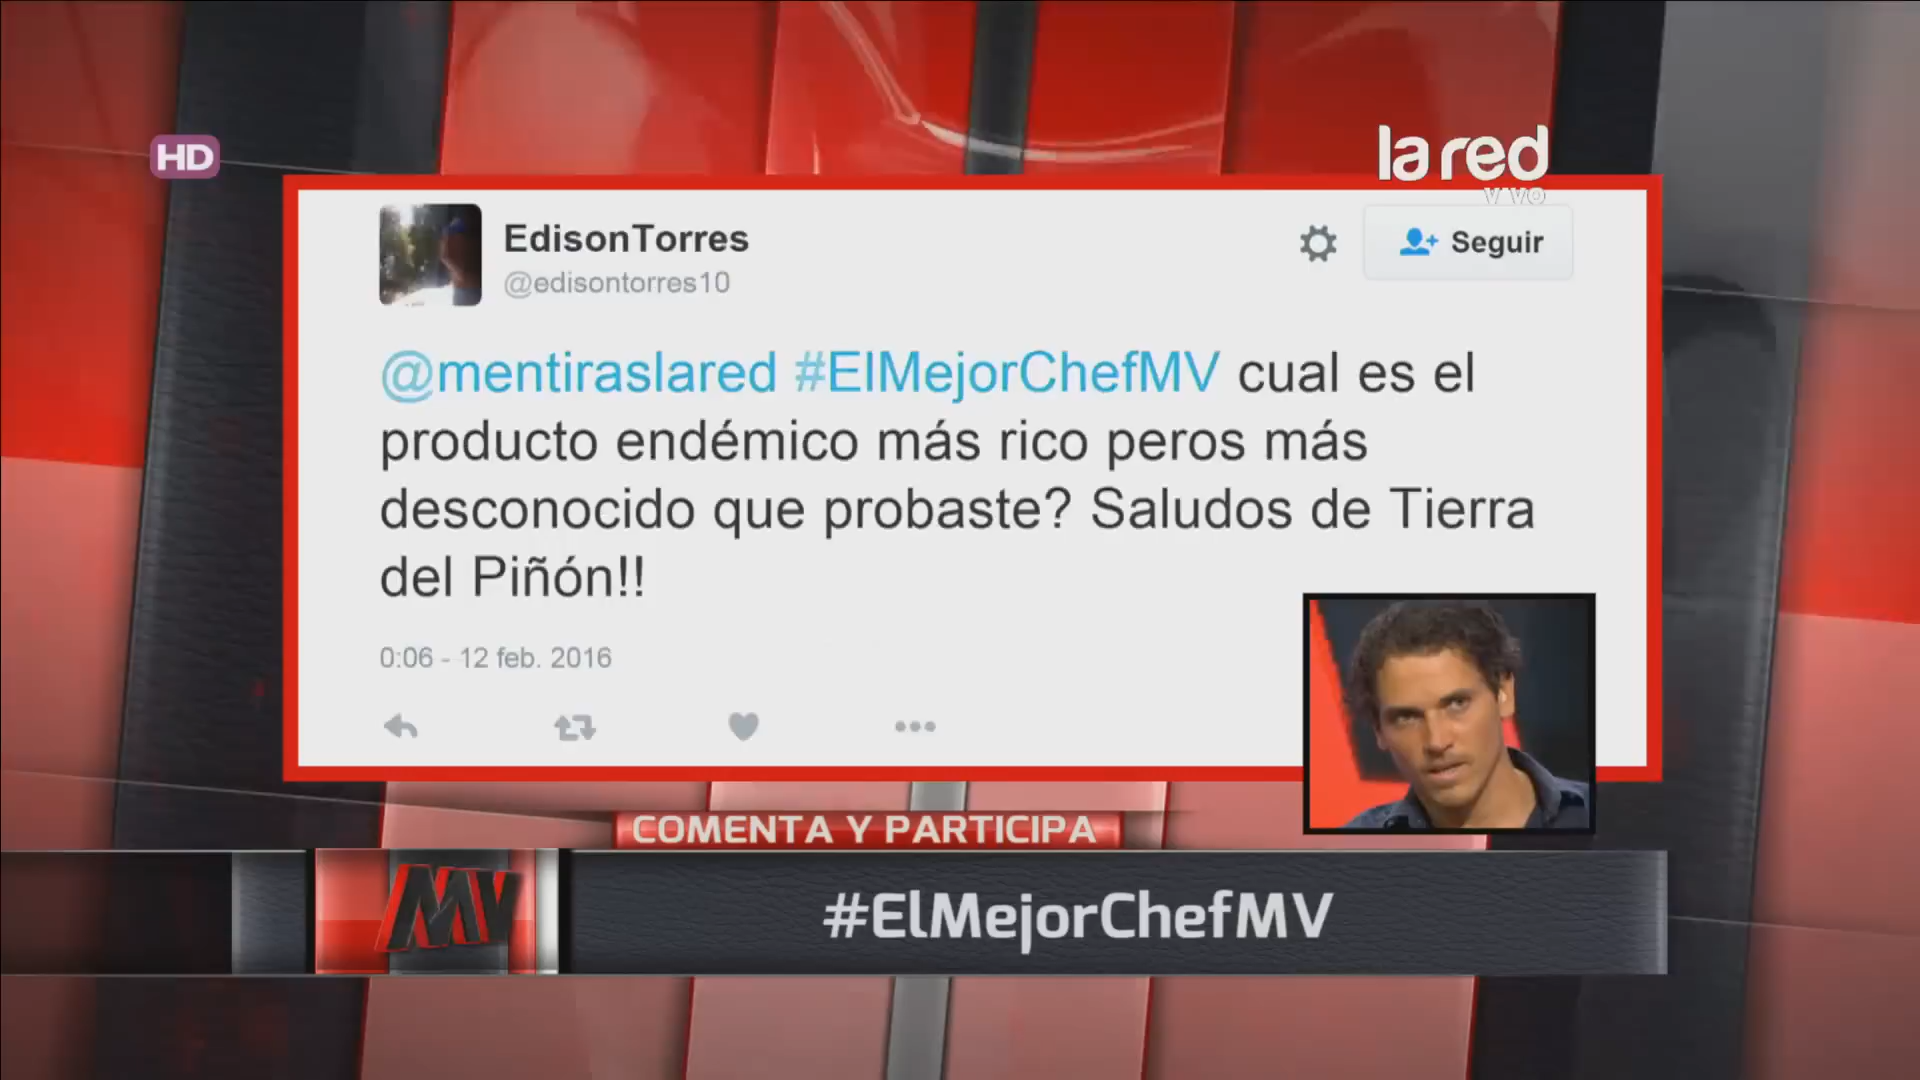 HD
la red
VIVO
EdisonTorres
@edisontorres10
Seguir
@mentiraslared #ElMejorChefMV cual es el
producto endémico más rico peros más
desconocido que probaste? Saludos de Tierra
del Piñón!!
0:06 - 12 feb. 2016
COMENTA Y PARTICIPA
MV
#ElMejorChefMV